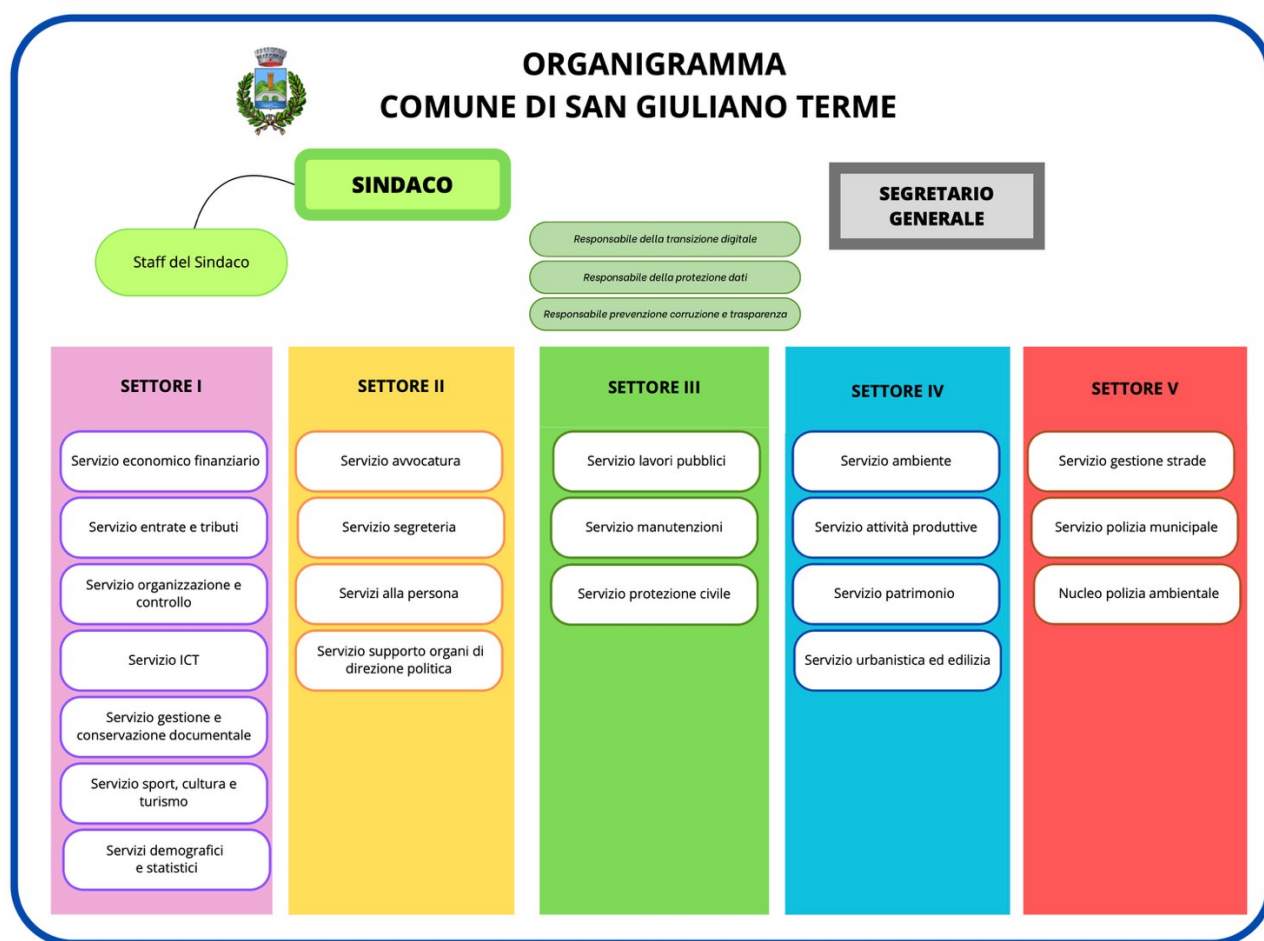 ORGANIGRAMMA
COMUNE DI SAN GIULIANO TERME
SINDACO
SEGRETARIO
GENERALE
Staff del Sindaco
Responsabile della transizione digitale
Responsabile della protezione dati
Responsabile prevenzione corruzione e trasparenza
SETTORE I
Servizio economico finanziario
Servizio entrate e tributi
Servizio organizzazione e
controllo
Servizio ICT
Servizio gestione e
conservazione documentale
Servizio sport, cultura e
turismo
Servizi demografici
e statistici
SETTORE II
Servizio avvocatura
Servizio segreteria
Servizi alla persona
Servizio supporto organi di
direzione politica
SETTORE III
Servizio lavori pubblici
Servizio manutenzioni
Servizio protezione civile
SETTORE IV
Servizio ambiente
Servizio attività produttive
Servizio patrimonio
Servizio urbanistica ed edilizia
SETTORE V
Servizio gestione strade
Servizio polizia municipale
Nucleo polizia ambientale